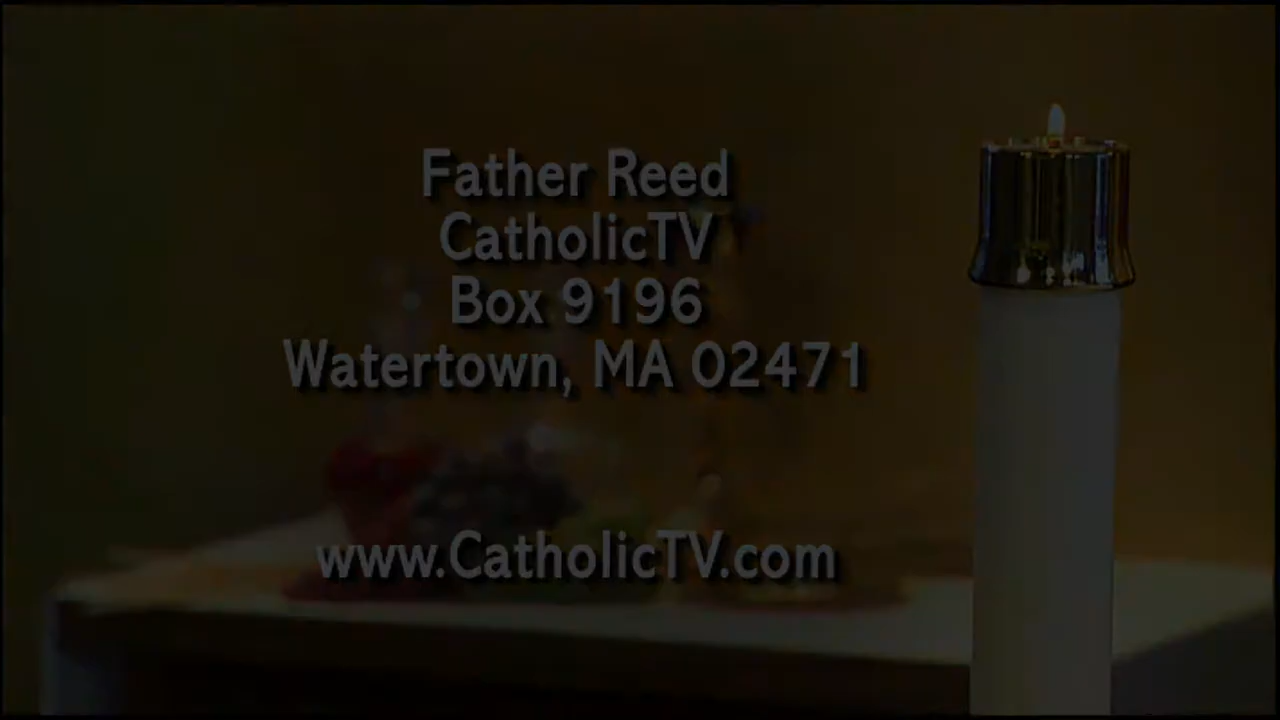 Father Reed
CatholicTV
Box 9196
Watertown, MA 02471
www.CatholicTV.com